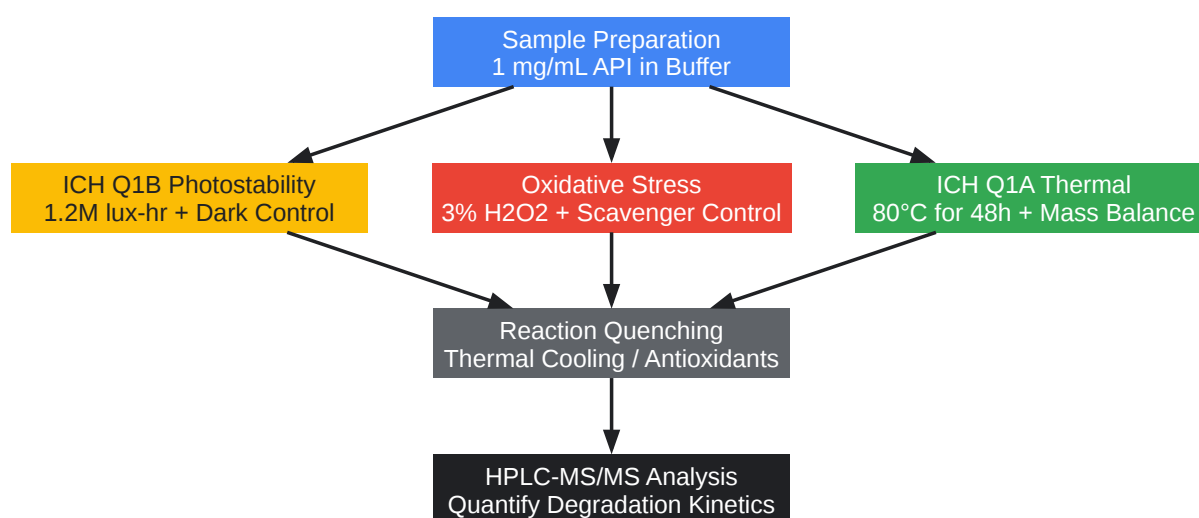 Sample Preparation
1 mg/mL API in Buffer
ICH Q1B Photostability
1.2M lux-hr + Dark Control
Oxidative Stress
3% H2O2 + Scavenger Control
ICH Q1A Thermal
80°C for 48h + Mass Balance
Reaction Quenching
Thermal Cooling / Antioxidants
HPLC-MS/MS Analysis
Quantify Degradation Kinetics